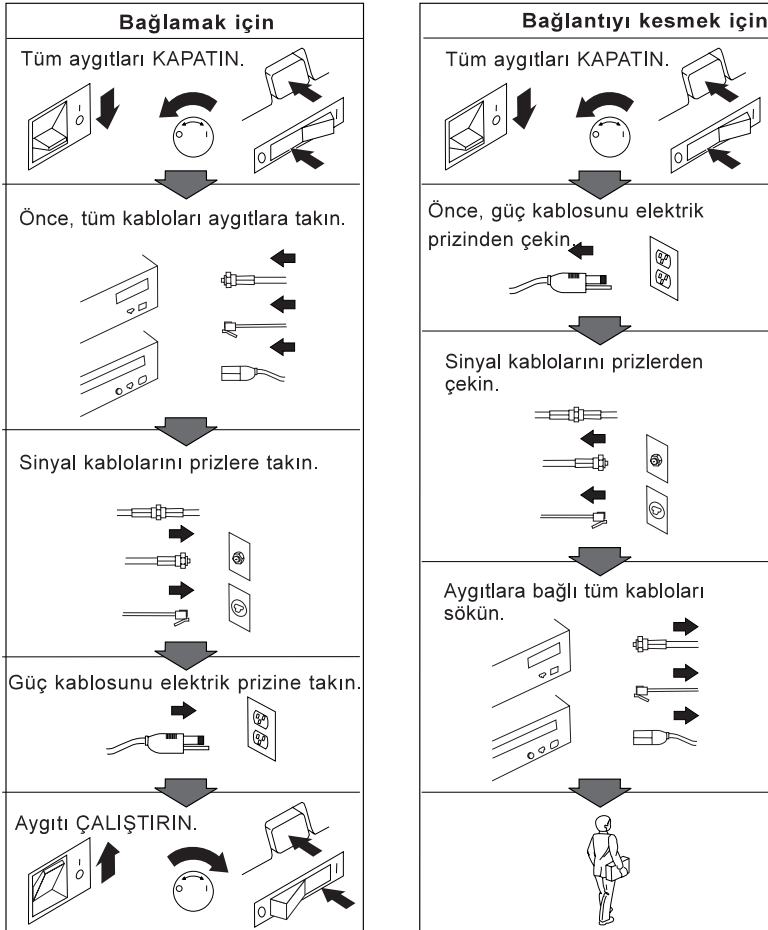 Bağlamak için
Tüm aygıtları KAPATIN.
Önce, tüm kabloları aygıtlara takın.
Sinyal kablolarını prizlere takın.
Güç kablosunu elektrik prizine takın.
Aygıtı ÇALIŞTIRIN.
Bağlantıyı kesmek için
Tüm aygıtları KAPATIN.
Önce, güç kablosunu elektrik
prizinden çekin.
Sinyal kablolarını prizlerden
çekin.
Aygıtlara bağlı tüm kabloları
sökün.